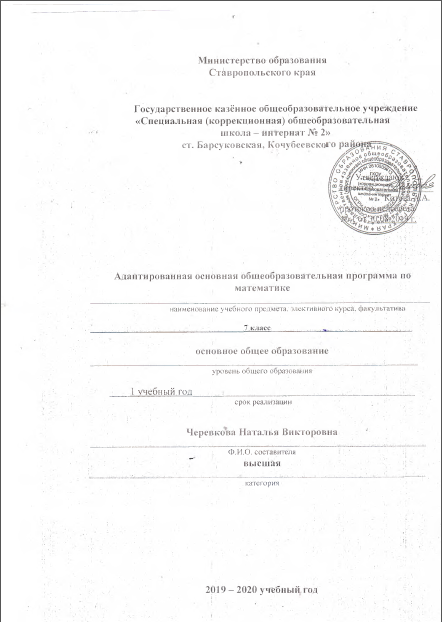 Министерство образования
Ставропольского края
Государственное казённое общеобразовательное учреждение
«Специальная (коррекционная) общеобразовательная
школа – интернат № 2»
ст. Барсуковская, Кочубеевского района
Утверждаю
Адаптированная основная общеобразовательная программа по
математике
наименование учебного предмета, элективного курса, факультатива
7 класс
основное общее образование
уровень общего образования
1 учебный год
срок реализации
Черевкова Наталья Викторовна
Ф.И.О. составителя
высшая
категория
2019 – 2020 учебный год